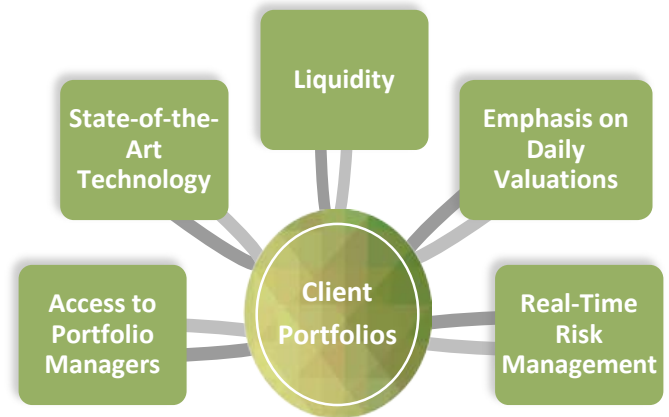 Liquidity
State-of-the-
Art
Technology
Emphasis on
Daily
Valuations
Client
Portfolios
Access to
Portfolio
Managers
Real-Time
Risk
Management